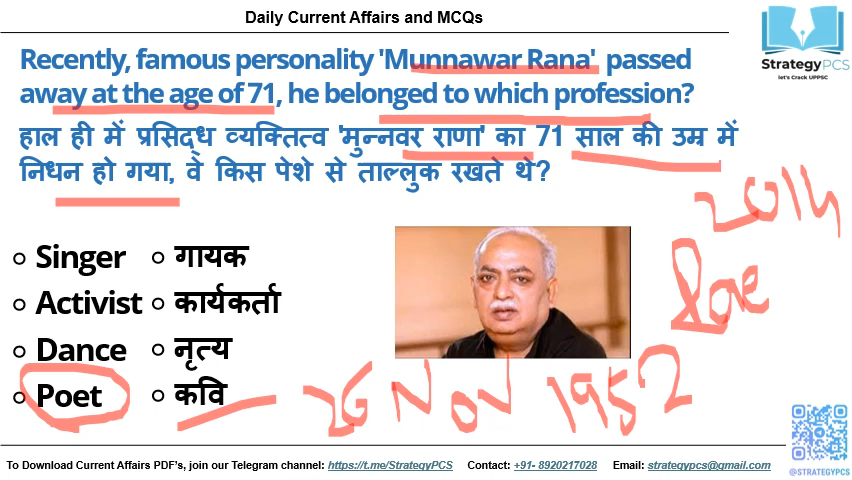 Daily Current Affairs and MCQs
StrategyPCS
let's Crack UPPSC
Recently, famous personality 'Munnawar Rana' passed
away at the age of 71, he belonged to which profession?
हाल ही में प्रसिद्ध व्यक्तित्व 'मुन्नवर राणा' का 71 साल की उम्र में
निधन हो गया, वे किस पेशे से ताल्लुक रखते थे?
2014
Singer गायक
Activist कार्यकर्ता
Dance नृत्य
Poet कवि
26 Nov 1952
@STRATEGYPCS
To Download Current Affairs PDF's, join our Telegram channel: https://t.me/StrategyPCS Contact: +91- 8920217028 Email: strategypcs@gmail.com